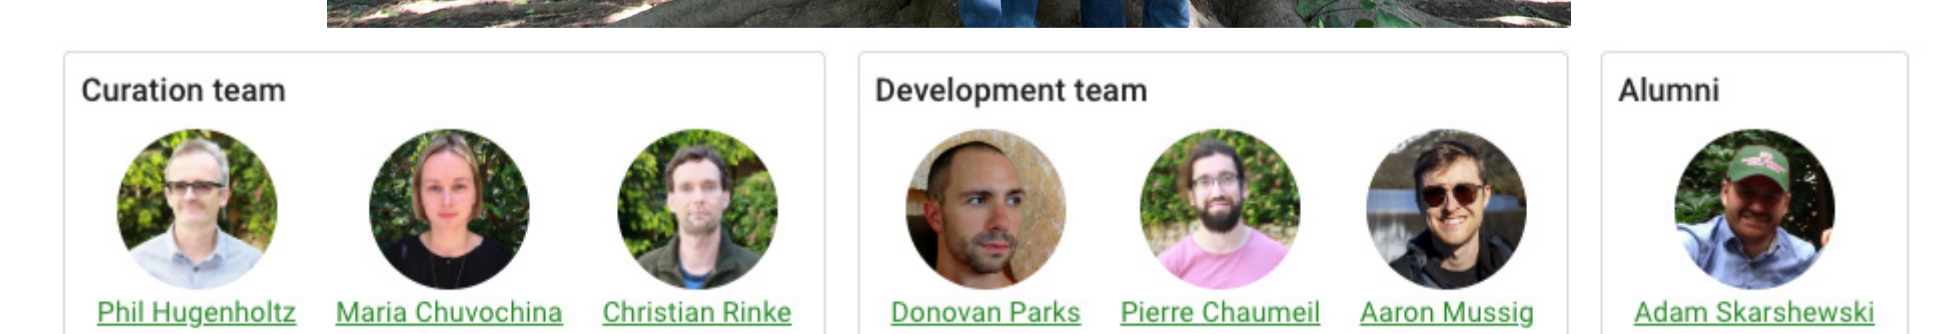 Curation team
Phil Hugenholtz
Maria Chuvochina
Christian Rinke
Development team
Donovan Parks
Pierre Chaumeil
Aaron Mussig
Alumni
Adam Skarshewski